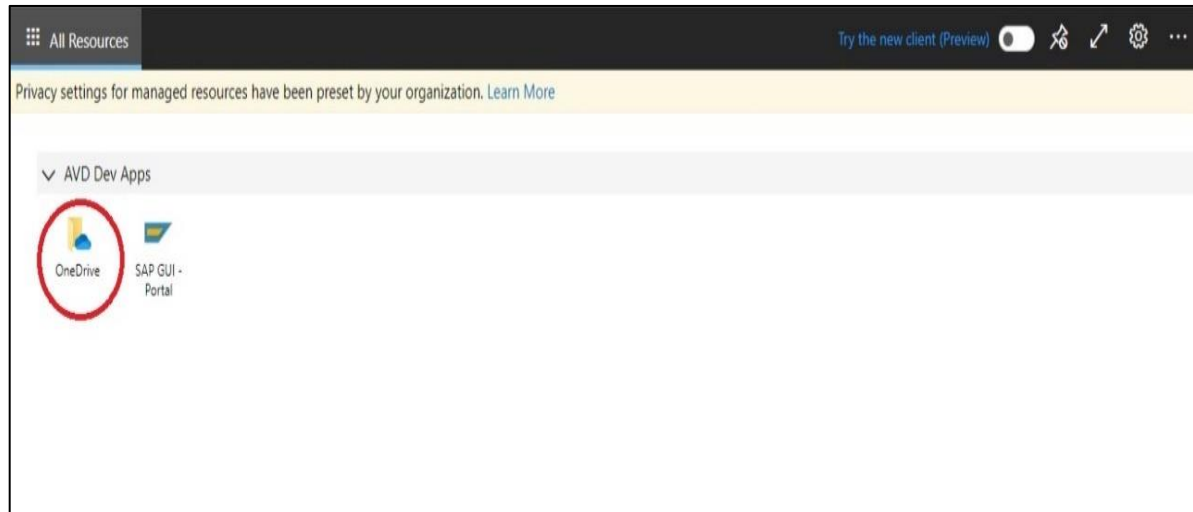 All Resources
Try the new client (Preview)
Privacy settings for managed resources have been preset by your organization. Learn More
AVD Dev Apps
OneDrive
SAP GUI -
Portal